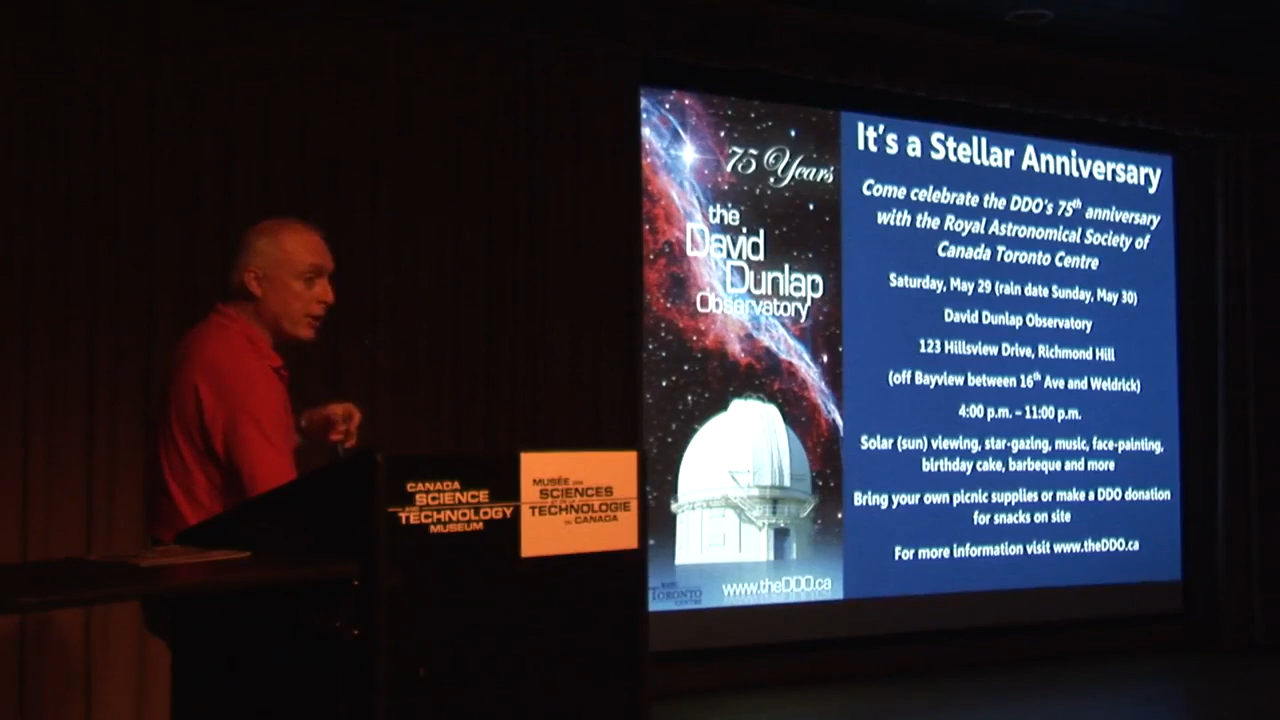 75 Years
the
David
Dunlap
Observatory
www.theDDO.ca
TORONTO
CENTRE
It's a Stellar Anniversary
Come celebrate the DDO's 75th anniversary
with the Royal Astronomical Society of
Canada Toronto Centre
Saturday, May 29 (rain date Sunday, May 30)
David Dunlap Observatory
123 Hillsview Drive, Richmond Hill
(off Bayview between 16th Ave and Weldrick)
4:00 p.m. – 11:00 p.m.
Solar (sun) viewing, star-gazing, music, face-painting,
birthday cake, barbeque and more
Bring your own picnic supplies or make a DDO donation
for snacks on site
For more information visit www.theDDO.ca
CANADA
SCIENCE
AND TECHNOLOGY
MUSEUM
MUSÉE DES
SCIENCES
ET DE LA
TECHNOLOGIE
DU CANADA